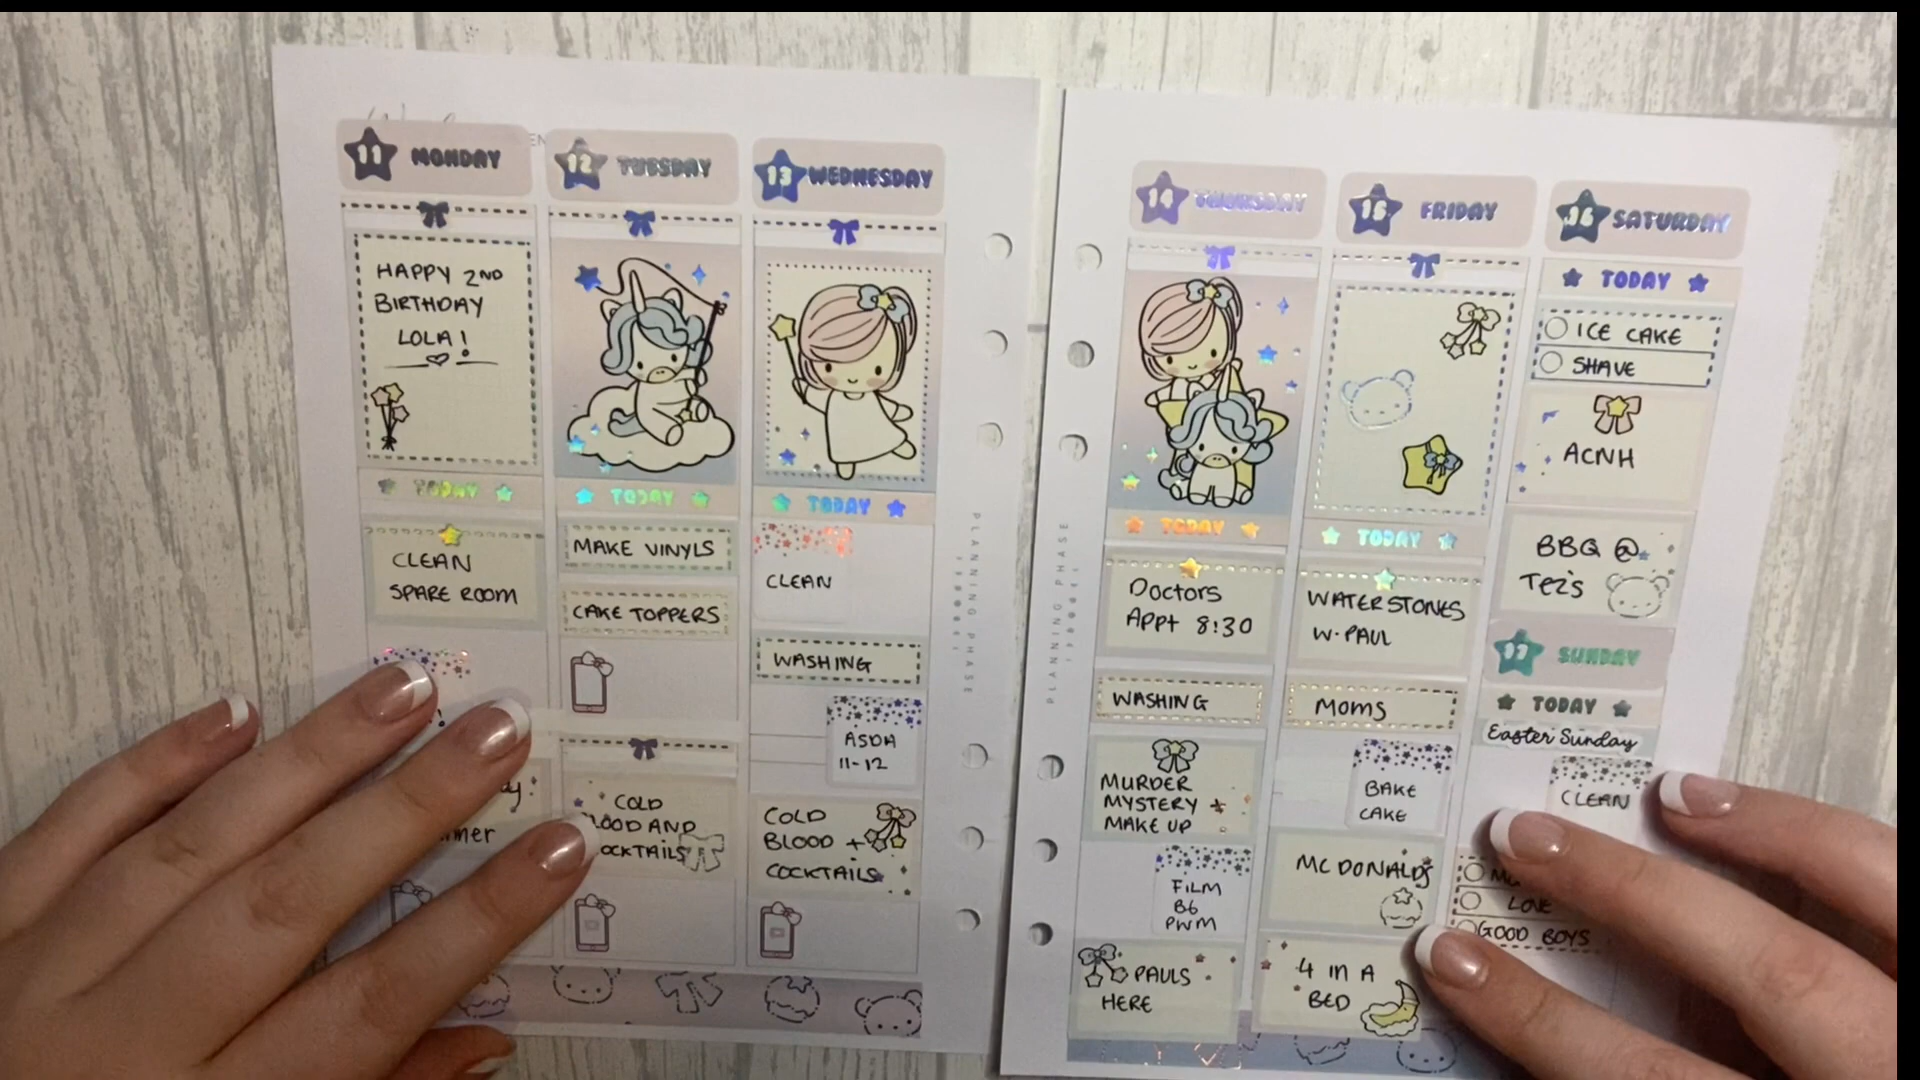 11 MONDAY
HAPPY 2ND
BIRTHDAY
LOLA!
TODAY
CLEAN
SPARE ROOM
12 TUESDAY
TODAY
MAKE VINYLS
CAKE TOPPERS
COLD
BLOOD AND
COCKTAILS
13 WEDNESDAY
TODAY
CLEAN
WASHING
ASDA
11-12
COLD
BLOOD +
COCKTAILS
PLANNING PHASE
PLANNING PHASE
14 THURSDAY
TODAY
Doctors
APPt 8:30
WASHING
MURDER
MYSTERY +
MAKE UP
FILM
B6
PWM
PAULS
HERE
15 FRIDAY
TODAY
WATERSTONES
W. PAUL
Moms
BAKE
CAKE
MCDONALDS
4 IN A
BED
16 SATURDAY
TODAY
ICE CAKE
SHAVE
ACNH
BBQ @
TEZ'S
17 SUNDAY
TODAY
Easter Sunday
CLEAN
LOVE
GOOD BOYS